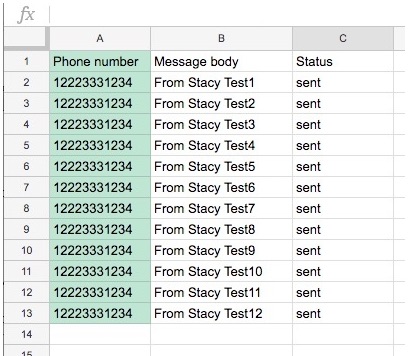 fx
A B C
1 Phone number Message body Status
2 12223331234 From Stacy Test1 sent
3 12223331234 From Stacy Test2 sent
4 12223331234 From Stacy Test3 sent
5 12223331234 From Stacy Test4 sent
6 12223331234 From Stacy Test5 sent
7 12223331234 From Stacy Test6 sent
8 12223331234 From Stacy Test7 sent
9 12223331234 From Stacy Test8 sent
10 12223331234 From Stacy Test9 sent
11 12223331234 From Stacy Test10 sent
12 12223331234 From Stacy Test11 sent
13 12223331234 From Stacy Test12 sent
14
15